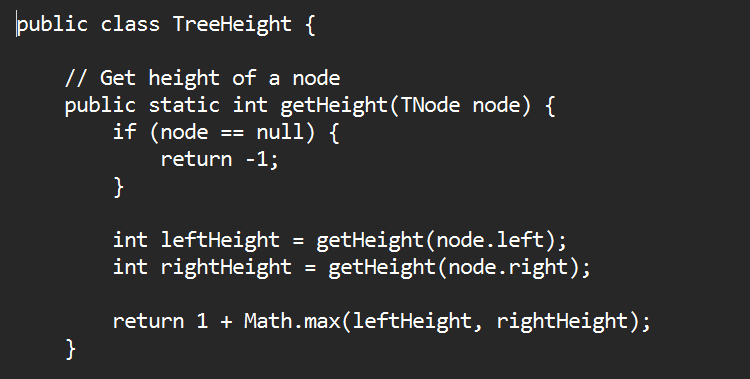 public class TreeHeight {
// Get height of a node
public static int getHeight(TNode node) {
if (node == null) {
return -1;
}
int leftHeight = getHeight(node.left);
int rightHeight = getHeight(node.right);
return 1 + Math.max(leftHeight, rightHeight);
}